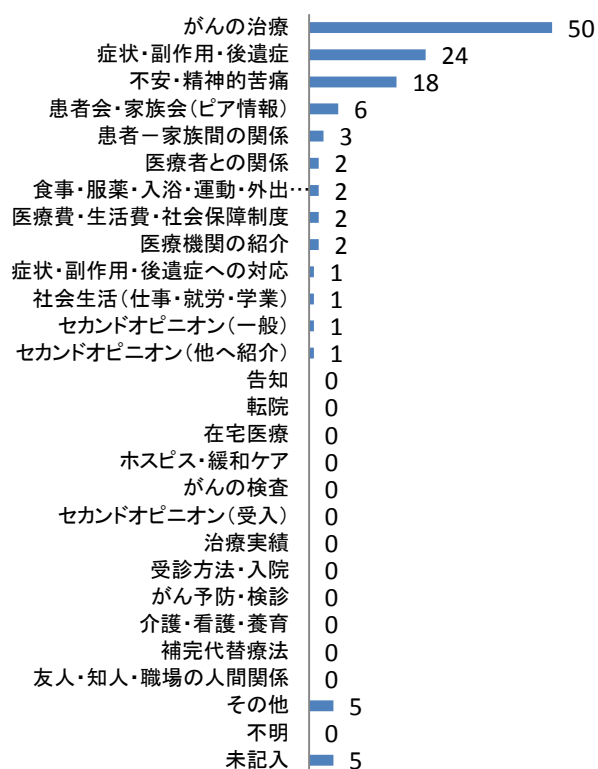 がんの治療 50
症状・副作用・後遺症 24
不安・精神的苦痛 18
患者会・家族会(ピア情報) 6
患者－家族間の関係 3
医療者との関係 2
食事・服薬・入浴・運動・外出… 2
医療費・生活費・社会保障制度 2
医療機関の紹介 2
症状・副作用・後遺症への対応 1
社会生活(仕事・就労・学業) 1
セカンドオピニオン(一般) 1
セカンドオピニオン(他へ紹介) 1
告知 0
転院 0
在宅医療 0
ホスピス・緩和ケア 0
がんの検査 0
セカンドオピニオン(受入) 0
治療実績 0
受診方法・入院 0
がん予防・検診 0
介護・看護・養育 0
補完代替療法 0
友人・知人・職場の人間関係 0
その他 5
不明 0
未記入 5